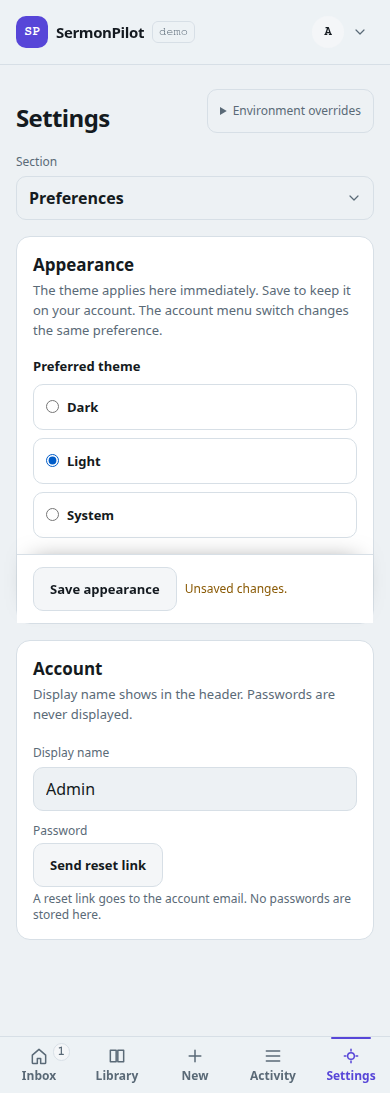 SP SermonPilot demo A
Settings
Environment overrides
Section
Preferences
Appearance
The theme applies here immediately. Save to keep it
on your account. The account menu switch changes
the same preference.
Preferred theme
Dark
Light
System
Save appearance Unsaved changes.
Account
Display name shows in the header. Passwords are
never displayed.
Display name
Admin
Password
Send reset link
A reset link goes to the account email. No passwords are
stored here.
1
Inbox Library New Activity Settings